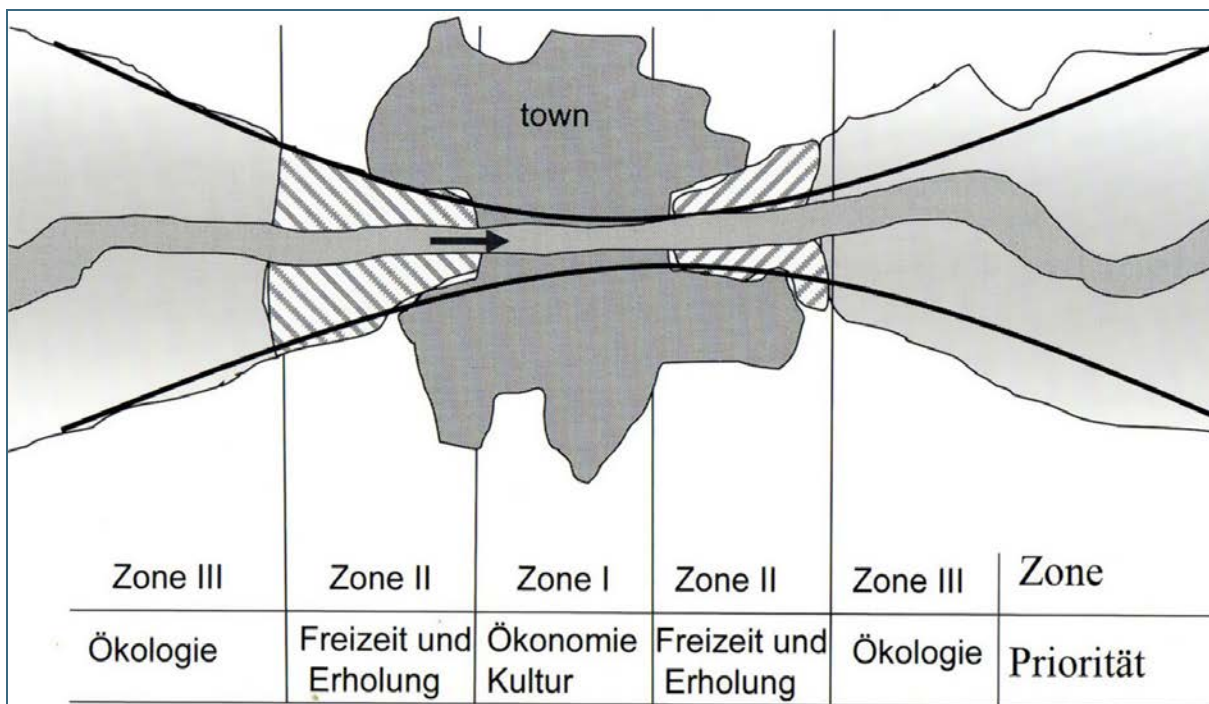 town
Zone III Zone II Zone I Zone II Zone III Zone
Ökologie Freizeit und Erholung Ökonomie Kultur Freizeit und Erholung Ökologie Priorität